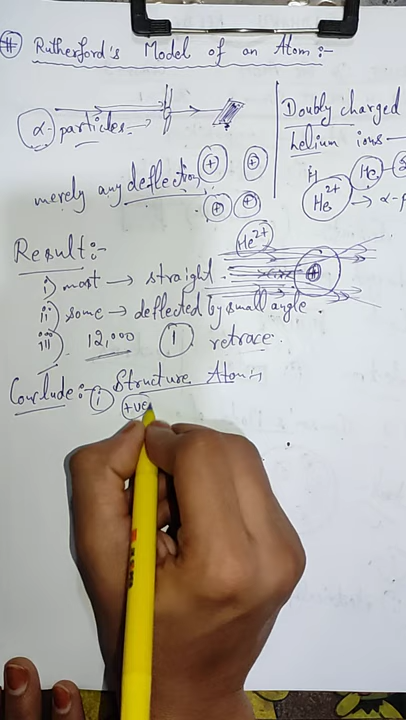 # Rutherford's Model of an Atom :-
α- particles
merely any deflection
+ +
+ +
Doubly charged
helium ions
He
He²⁺ → α-p
Result :-
He²⁺
i) most → straight.
ii) some → deflected by small angle.
iii) 12,000 1 retrace.
Conclude :- i Structure Atom :-
+ve